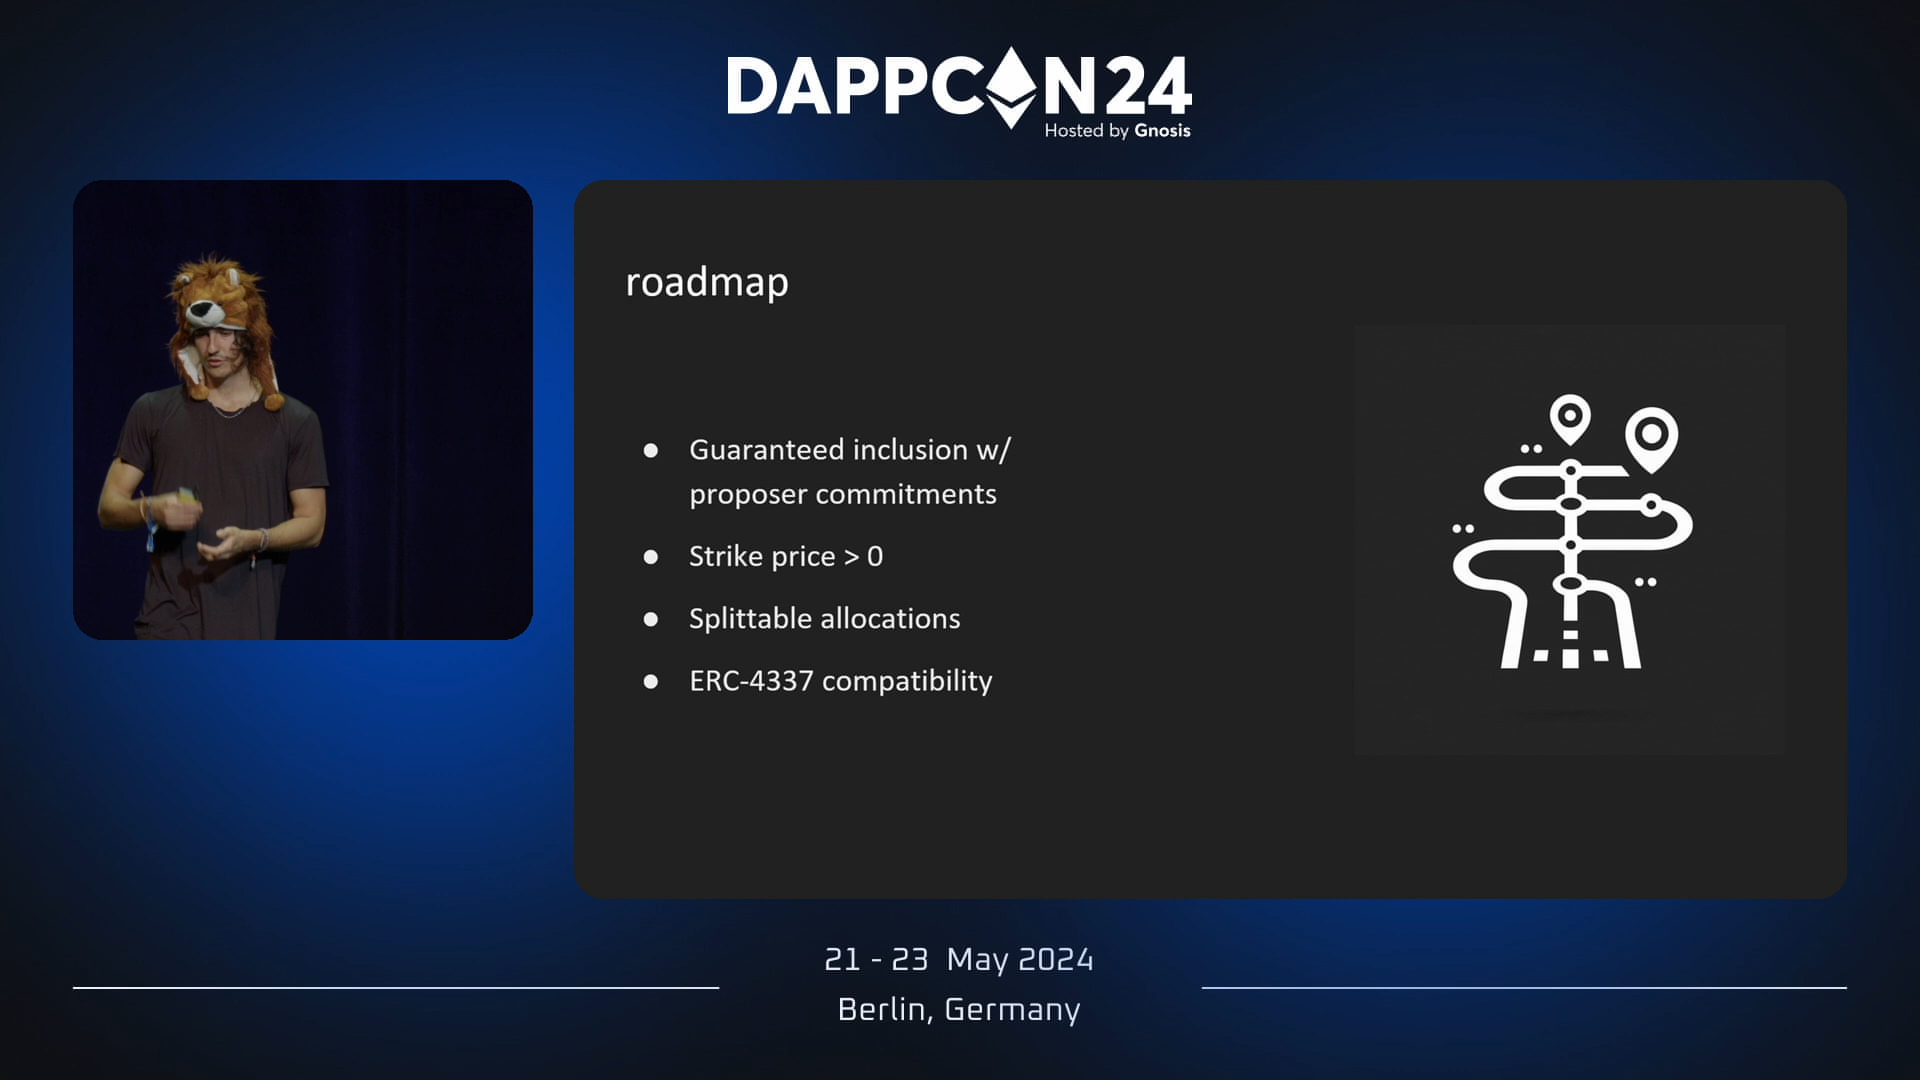 DAPPCON24
Hosted by Gnosis
roadmap
● Guaranteed inclusion w/
proposer commitments
● Strike price > 0
● Splittable allocations
● ERC-4337 compatibility
21 - 23 May 2024
Berlin, Germany